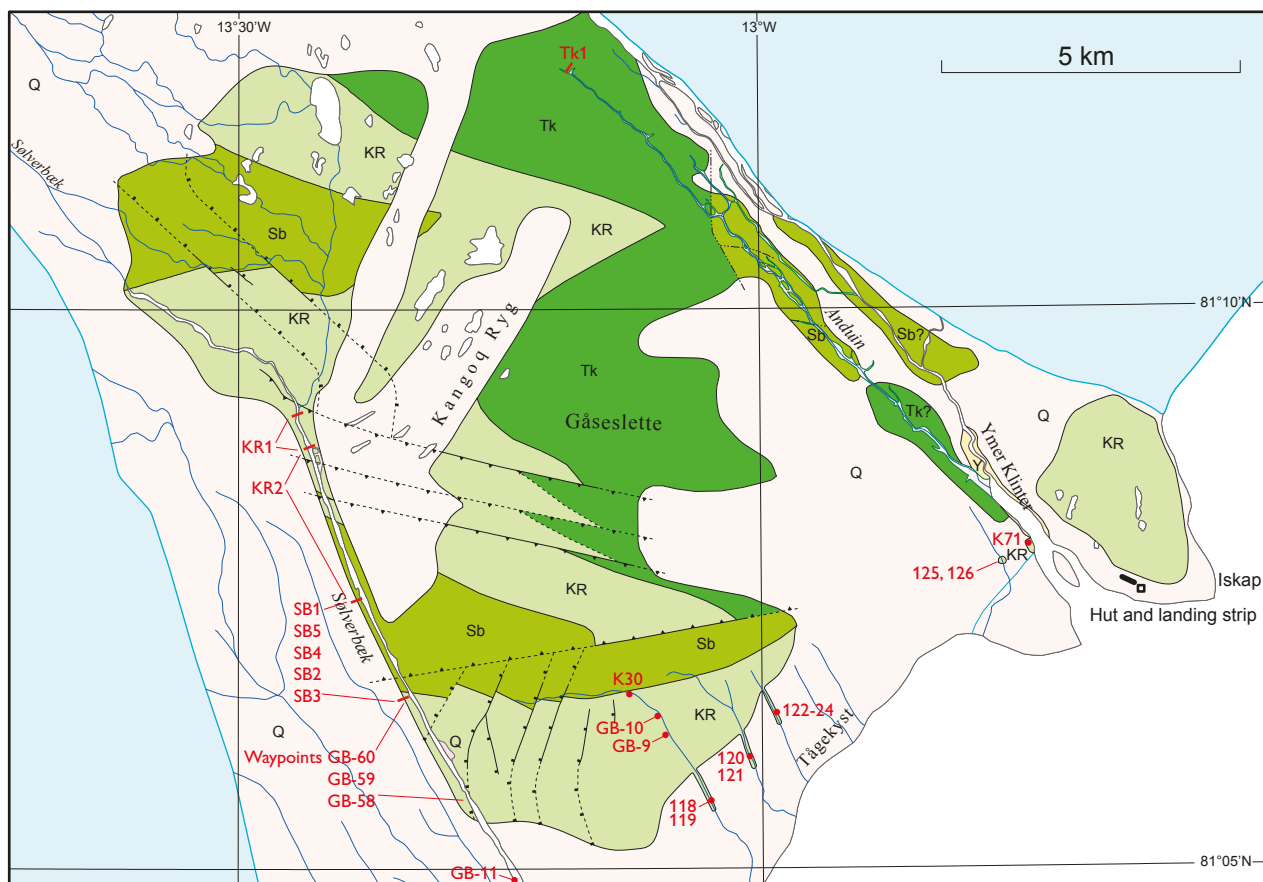 13°30'W
13°W
5 km
Tk1
Q
Tk
KR
Sølverbæk
Sb
KR
KR
81°10'N
Kangoq Ryg
Anduin
Sb
Sb?
Tk
Gåseslette
Tk?
Q
Q
KR
Ymer Klinter
Y
KR1
KR2
K71
KR
125, 126
Iskap
Hut and landing strip
KR
SB1
SB5
SB4
SB2
SB3
Sølverbæk
Sb
Sb
K30
KR
GB-10
GB-9
122-24
Tågekyst
Q
Q
Waypoints GB-60
GB-59
GB-58
120
121
118
119
GB-11
81°05'N